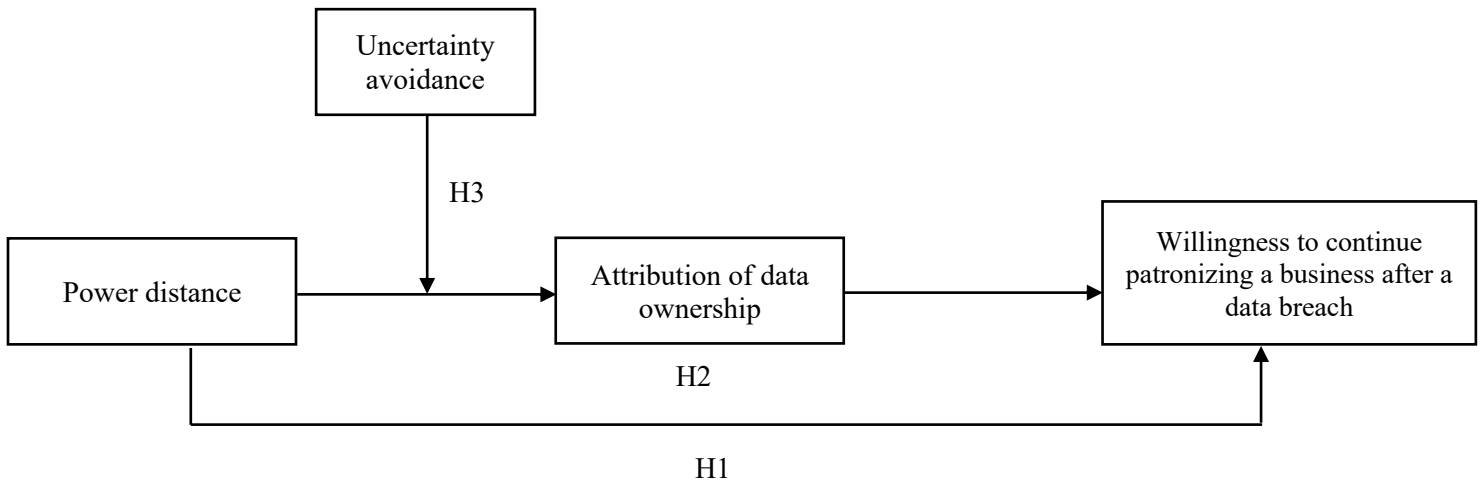 Uncertainty
avoidance
H3
Power distance
Attribution of data
ownership
Willingness to continue
patronizing a business after a
data breach
H2
H1